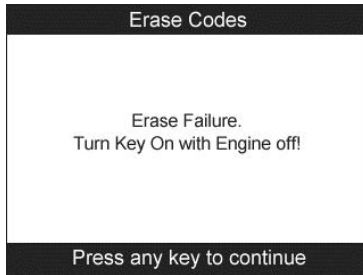 Erase Codes
Erase Failure.
Turn Key On with Engine off!
Press any key to continue